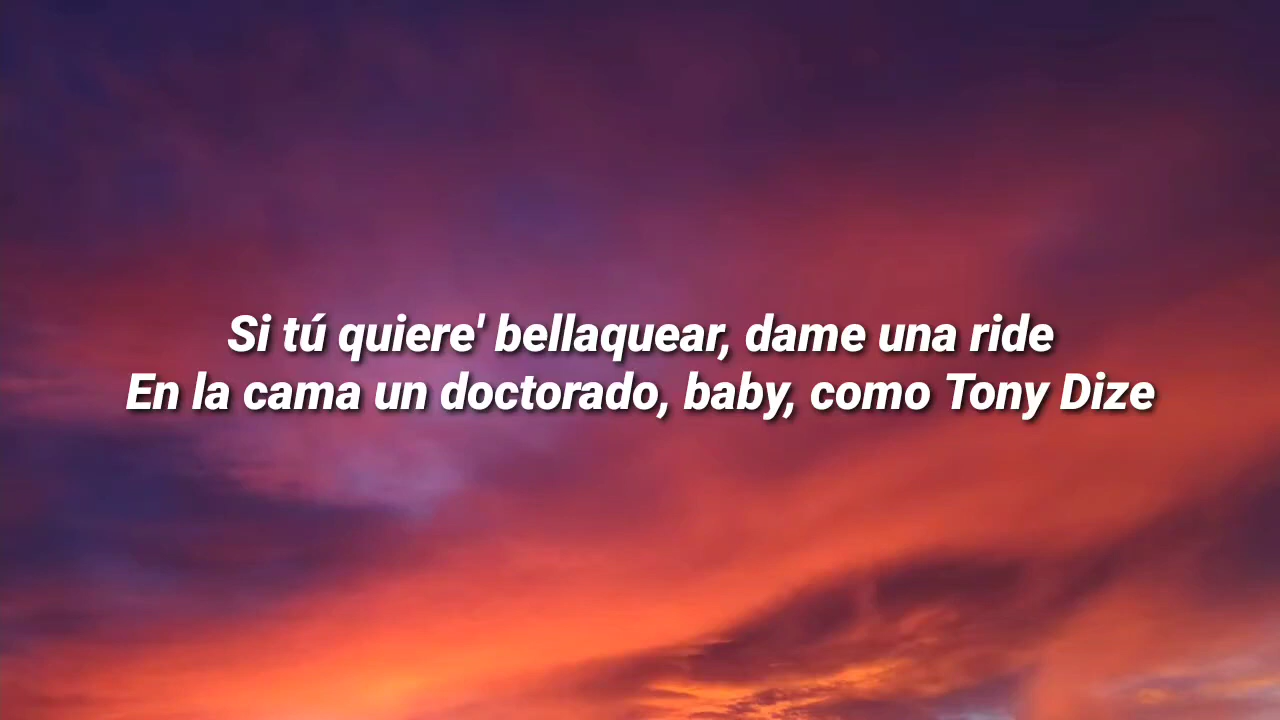 Si tú quiere' bellaquear, dame una ride
En la cama un doctorado, baby, como Tony Dize